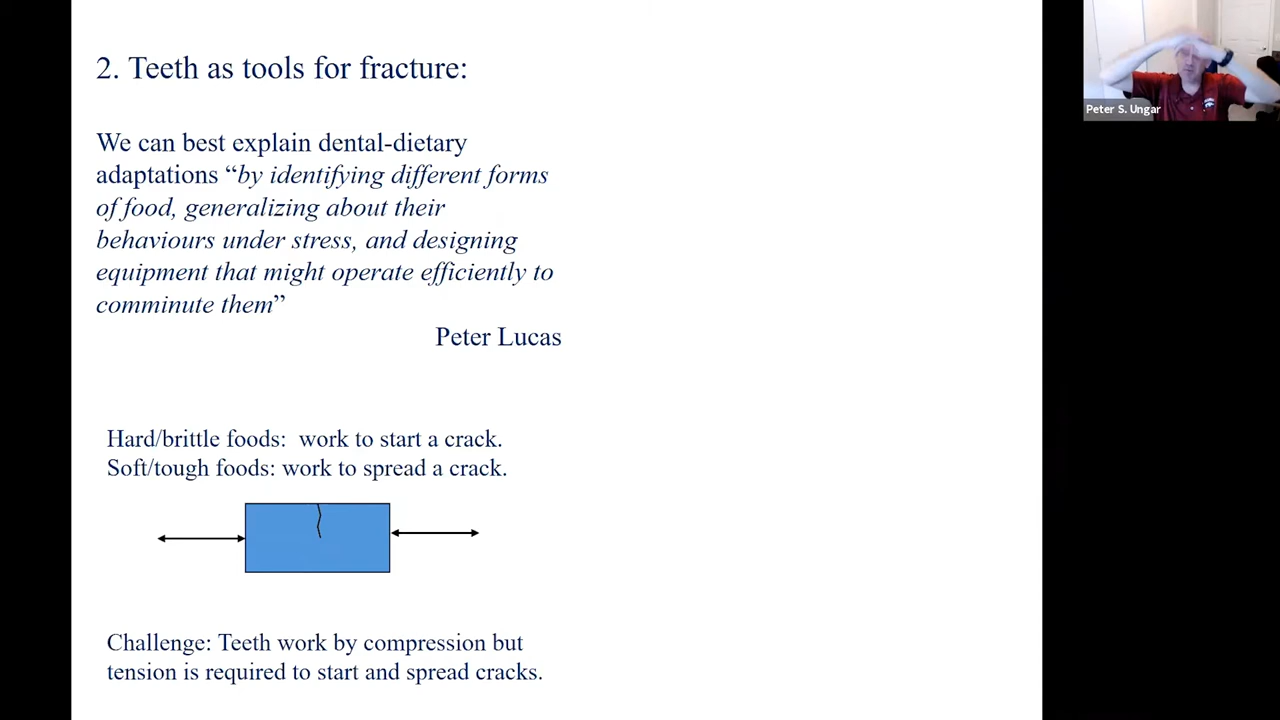 2. Teeth as tools for fracture:
We can best explain dental-dietary
adaptations “by identifying different forms
of food, generalizing about their
behaviours under stress, and designing
equipment that might operate efficiently to
comminute them”
Peter Lucas
Hard/brittle foods:  work to start a crack.
Soft/tough foods: work to spread a crack.
Challenge: Teeth work by compression but
tension is required to start and spread cracks.
Peter S. Ungar